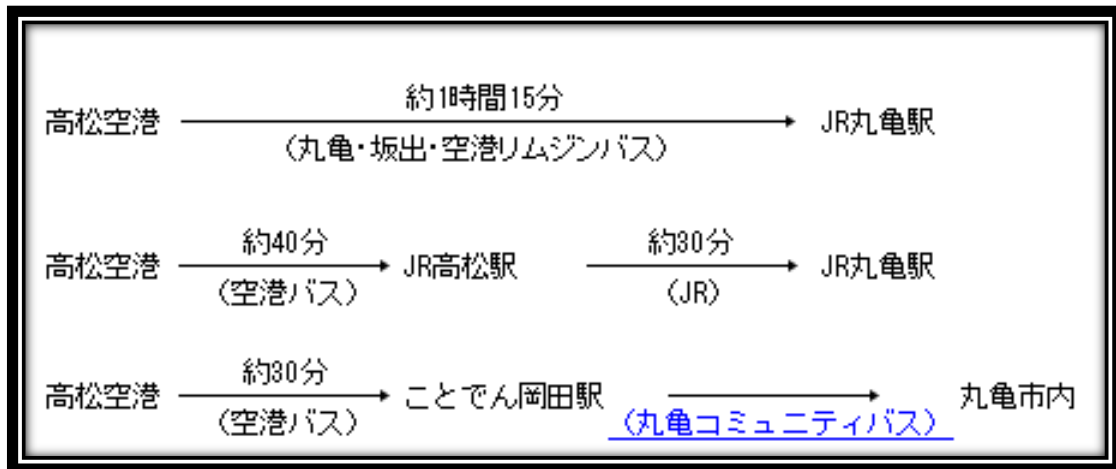 約1時間15分
高松空港 JR丸亀駅
(丸亀・坂出・空港リムジンバス)
約40分 約30分
高松空港 JR高松駅 JR丸亀駅
(空港バス) (JR)
約30分
高松空港 ことでん岡田駅 丸亀市内
(空港バス) (丸亀コミュニティバス)